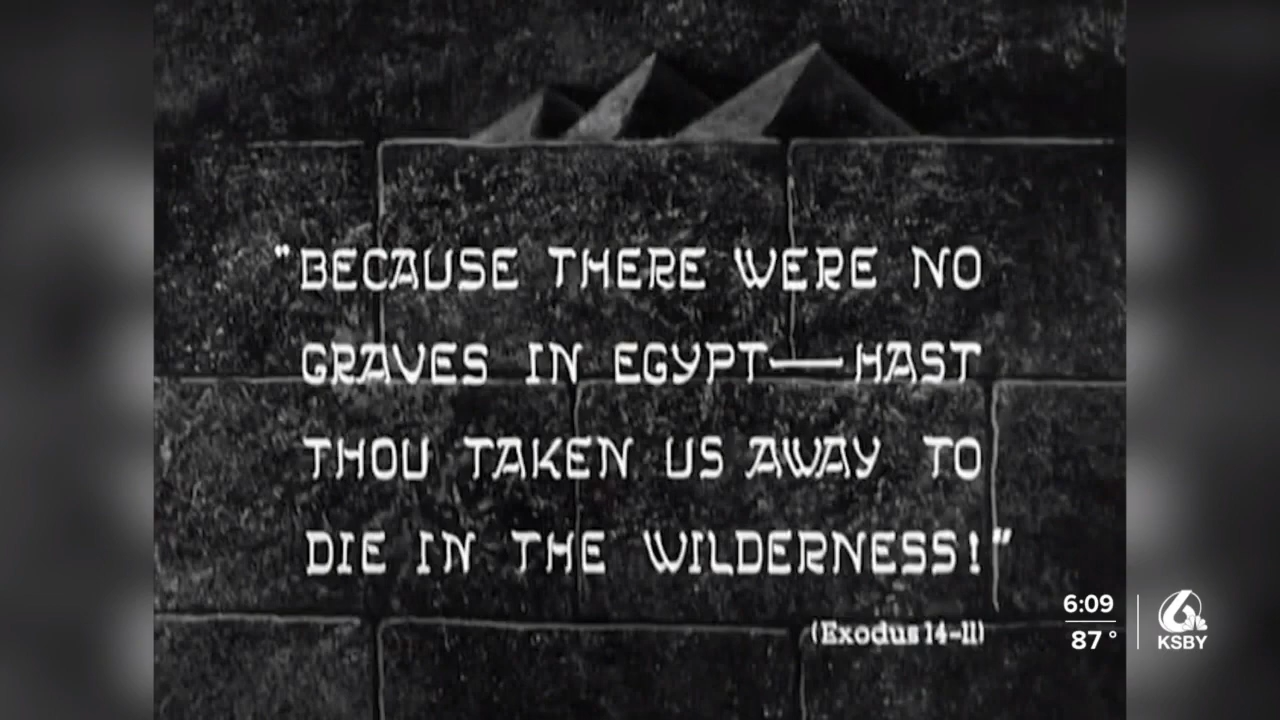 "BECAUSE THERE WERE NO
GRAVES IN EGYPT—HAST
THOU TAKEN US AWAY TO
DIE IN THE WILDERNESS!"
(Exodus 14-11)
6:09
87°
6
KSBY